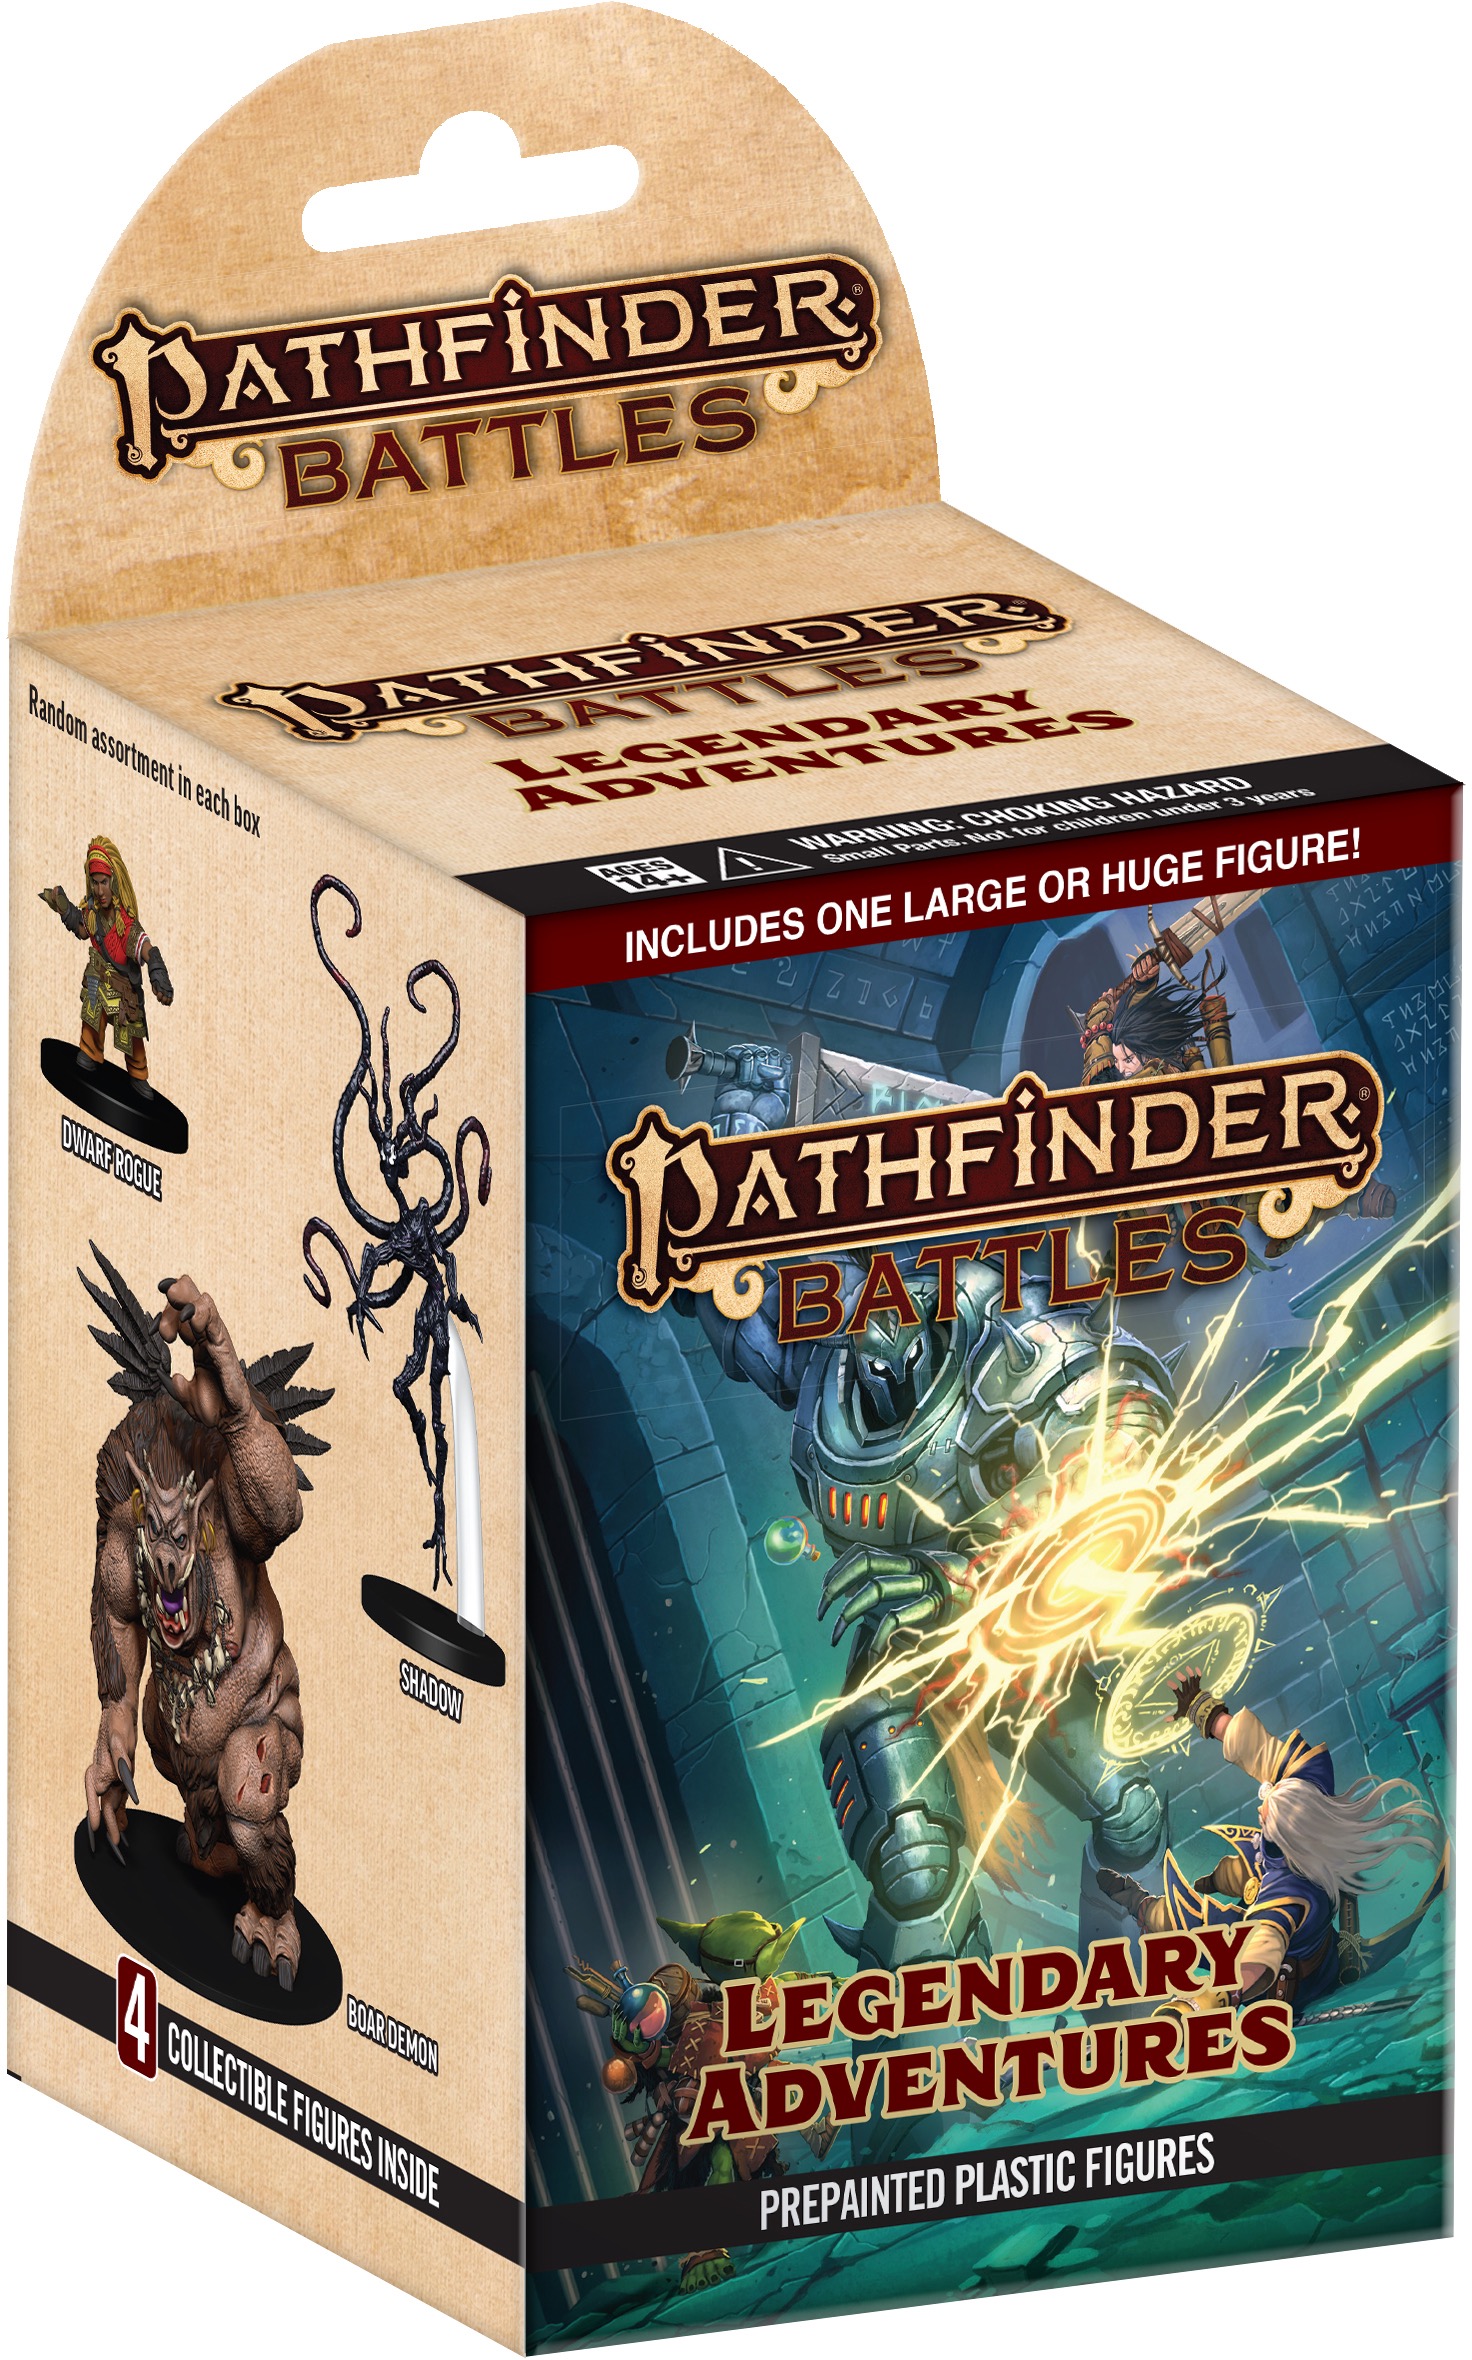 PATHFINDER®
BATTLES
PATHFINDER®
BATTLES
LEGENDARY
ADVENTURES
AGES
14+
WARNING: CHOKING HAZARD
Small Parts. Not for children under 3 years
Random assortment in each box
DWARF ROGUE
SHADOW
BOAR DEMON
4 COLLECTIBLE FIGURES INSIDE
INCLUDES ONE LARGE OR HUGE FIGURE!
PATHFINDER®
BATTLES
LEGENDARY
ADVENTURES
PREPAINTED PLASTIC FIGURES